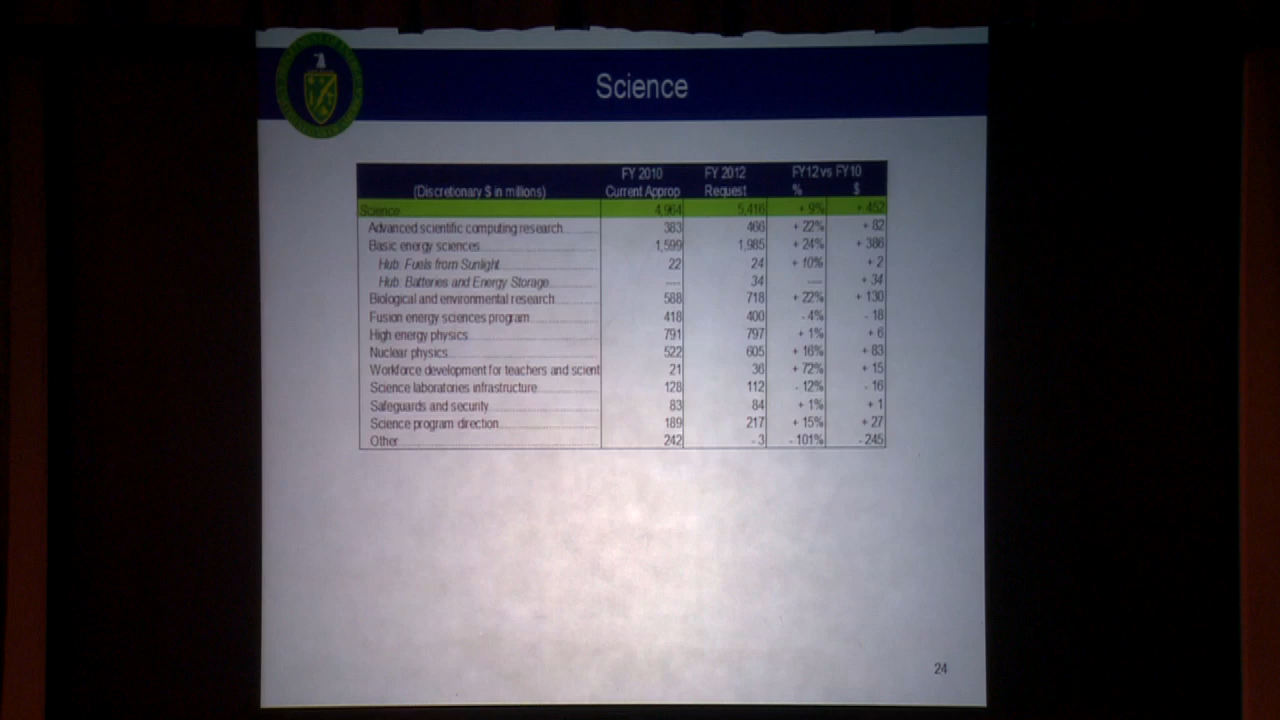 Science
FY 2010 FY 2012 FY12 vs FY10
(Discretionary $ in millions) Current Approp Request % $
Science 4,964 5,416 + 9% + 452
Advanced scientific computing research 383 466 + 22% + 82
Basic energy sciences 1,599 1,985 + 24% + 386
Hub: Fuels from Sunlight 22 24 + 10% + 2
Hub: Batteries and Energy Storage ---- 34 ---- + 34
Biological and environmental research 588 718 + 22% + 130
Fusion energy sciences program 418 400 - 4% - 18
High energy physics 791 797 + 1% + 6
Nuclear physics 522 605 + 16% + 83
Workforce development for teachers and scient 21 36 + 72% + 15
Science laboratories infrastructure 128 112 - 12% - 16
Safeguards and security 83 84 + 1% + 1
Science program direction 189 217 + 15% + 27
Other 242 - 3 - 101% - 245
24